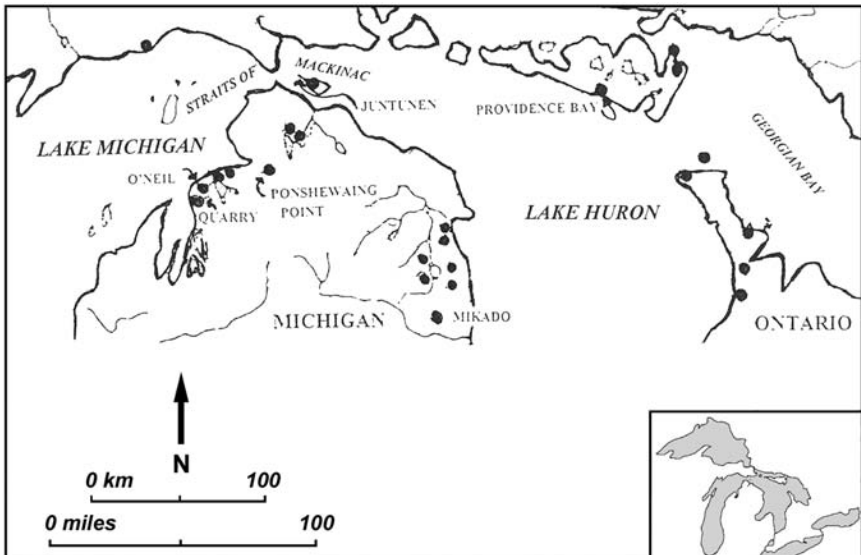 STRAITS OF
MACKINAC
JUNTUNEN
PROVIDENCE BAY
GEORGIAN BAY
LAKE MICHIGAN
O'NEIL
PONSHEWAING
POINT
QUARRY
LAKE HURON
MICHIGAN
MIKADO
ONTARIO
N
0 km 100
0 miles 100